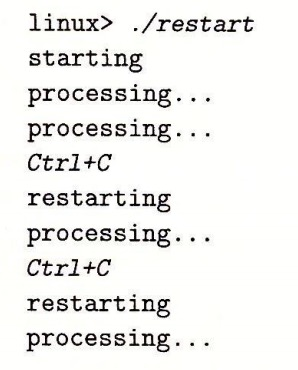 linux> ./restart
starting
processing...
processing...
Ctrl+C
restarting
processing...
Ctrl+C
restarting
processing...